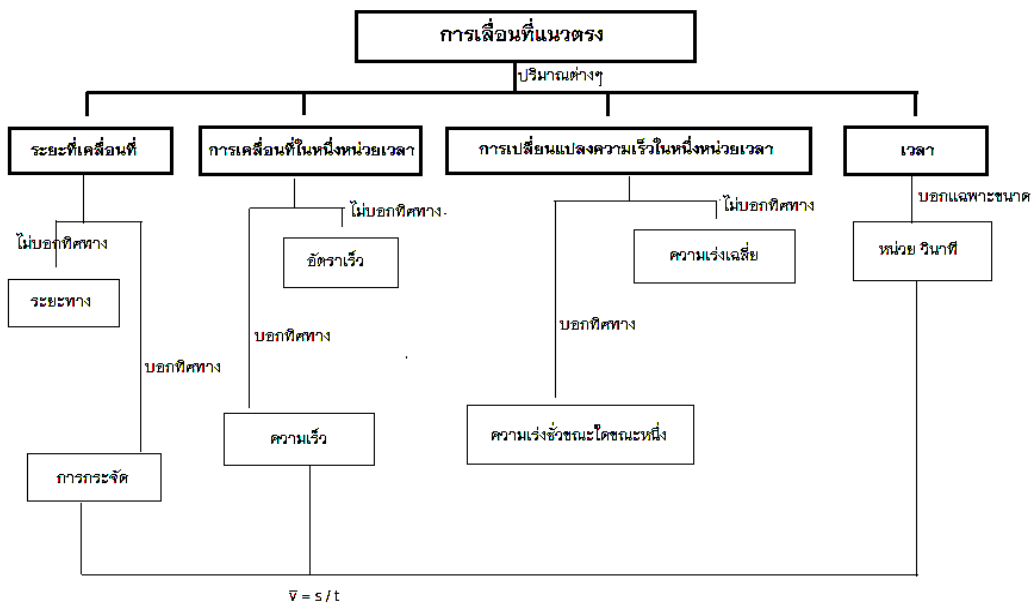 การเลื่อนที่แนวตรง
ปริมาณต่างๆ
ระยะที่เคลื่อนที่
การเคลื่อนที่ในหนึ่งหน่วยเวลา
การเปลี่ยนแปลงความเร็วในหนึ่งหน่วยเวลา
เวลา
ไม่บอกทิศทาง
ระยะทาง
บอกทิศทาง
การกระจัด
ไม่บอกทิศทาง
อัตราเร็ว
บอกทิศทาง
ความเร็ว
ไม่บอกทิศทาง
ความเร่งเฉลี่ย
บอกทิศทาง
ความเร่งชั่วขณะใดขณะหนึ่ง
บอกเฉพาะขนาด
หน่วย วินาที
v̅ = s / t